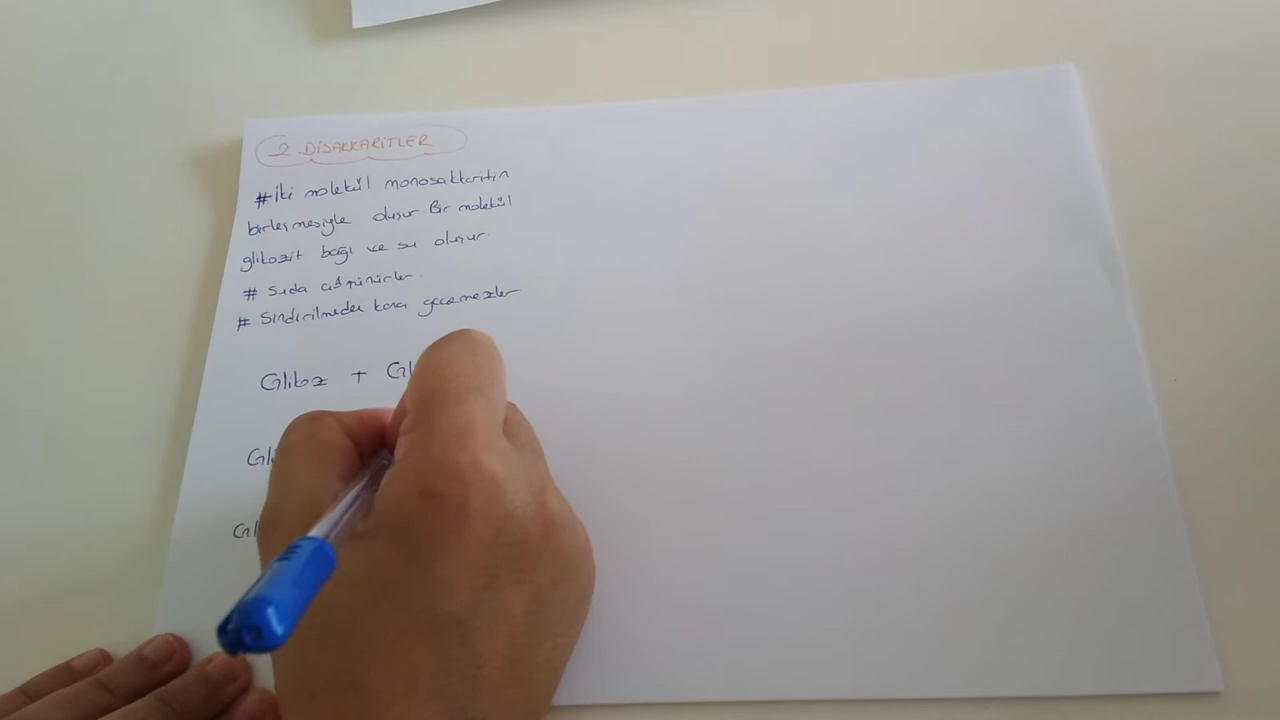 2. DİSAKKARİTLER
# İki molekül monosakkaritin
birleşmesiyle oluşur. Bir molekül
glikozit bağı ve su oluşur.
# Suda çözünürler.
# Sindirilmeden kana geçemezler
Glikoz + Gl
Gli
Gl